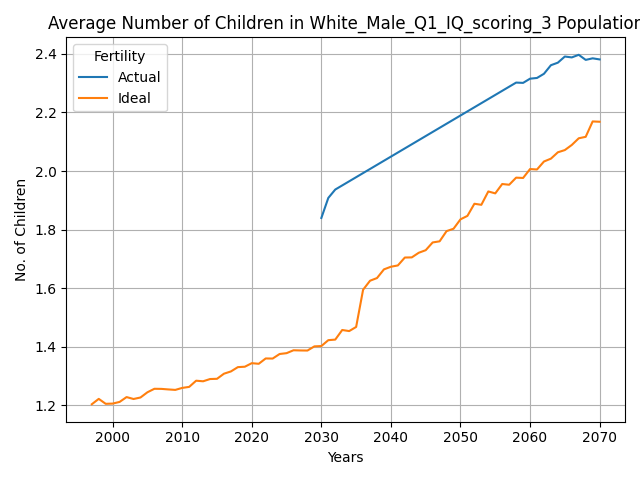 Average Number of Children in White_Male_Q1_IQ_scoring_3 Population
Fertility
Actual
Ideal
No. of Children
2.4
2.2
2.0
1.8
1.6
1.4
1.2
2000 2010 2020 2030 2040 2050 2060 2070
Years